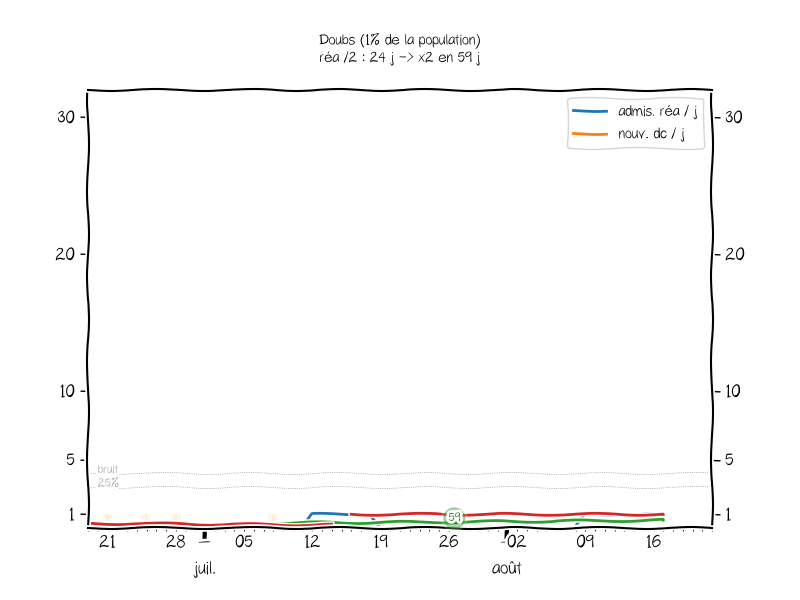 Doubs (1% de la population)
réa /2 : 24 j -> x2 en 59 j
admis. réa / j
nouv. dc / j
30
30
20
20
10
10
5
5
bruit
25%
1
1
59
21 28 05 12 19 26 02 09 16
juil. août